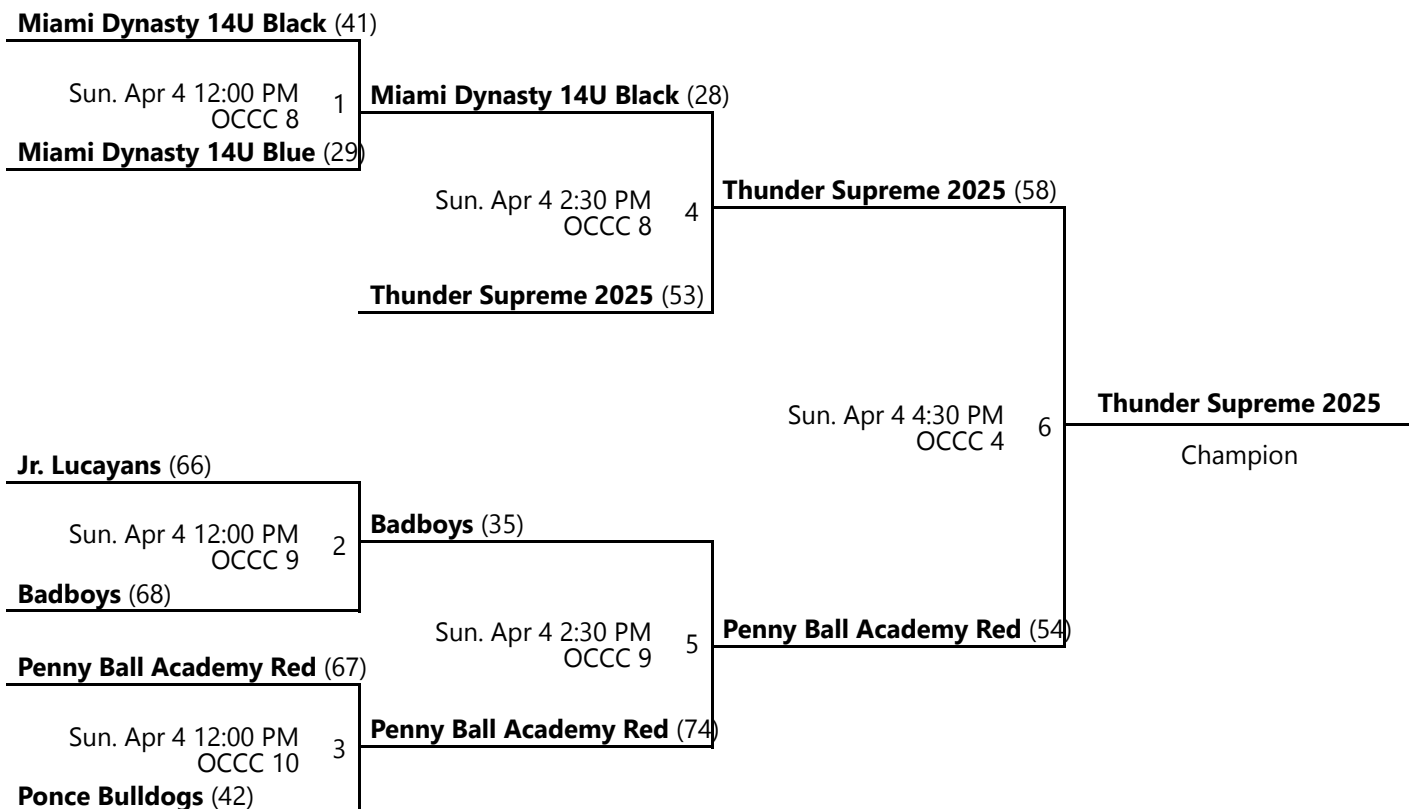 Miami Dynasty 14U Black (41)
Sun. Apr 4 12:00 PM
OCCC 8
1
Miami Dynasty 14U Blue (29)
Miami Dynasty 14U Black (28)
Sun. Apr 4 2:30 PM
OCCC 8
4
Thunder Supreme 2025 (53)
Thunder Supreme 2025 (58)
Sun. Apr 4 4:30 PM
OCCC 4
6
Thunder Supreme 2025
Champion
Jr. Lucayans (66)
Sun. Apr 4 12:00 PM
OCCC 9
2
Badboys (68)
Badboys (35)
Sun. Apr 4 2:30 PM
OCCC 9
5
Penny Ball Academy Red (54)
Penny Ball Academy Red (67)
Sun. Apr 4 12:00 PM
OCCC 10
3
Penny Ball Academy Red (74)
Ponce Bulldogs (42)